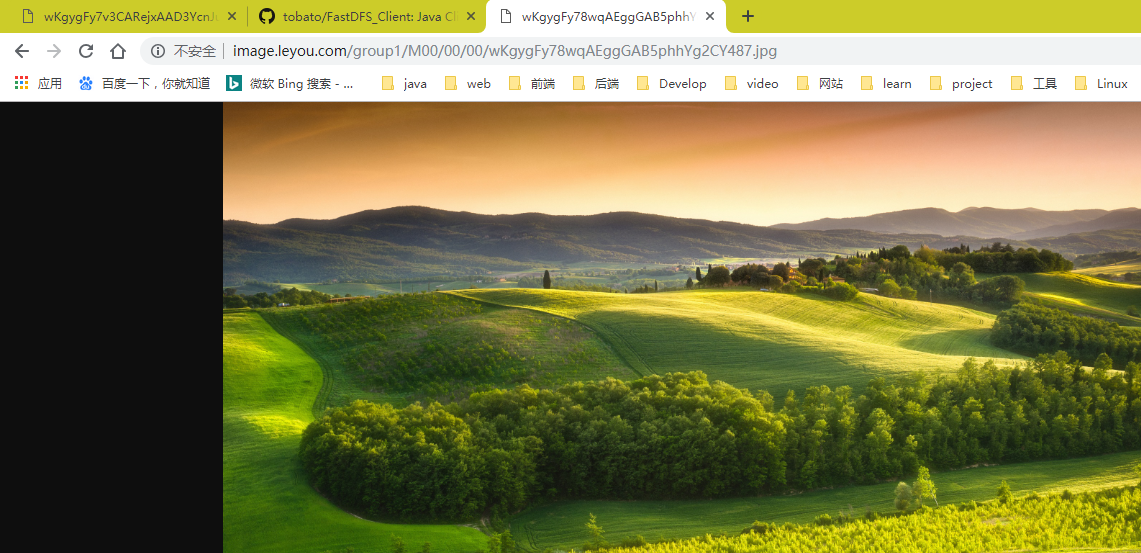 wKgygFy7v3CARejxAAD3YcnJ
tobato/FastDFS_Client: Java Cl
wKgygFy78wqAEggGAB5phhY
不安全 image.leyou.com/group1/M00/00/00/wKgygFy78wqAEggGAB5phhYg2CY487.jpg
应用 百度一下，你就知道 微软 Bing 搜索 - ... java web 前端 后端 Develop video 网站 learn project 工具 Linux